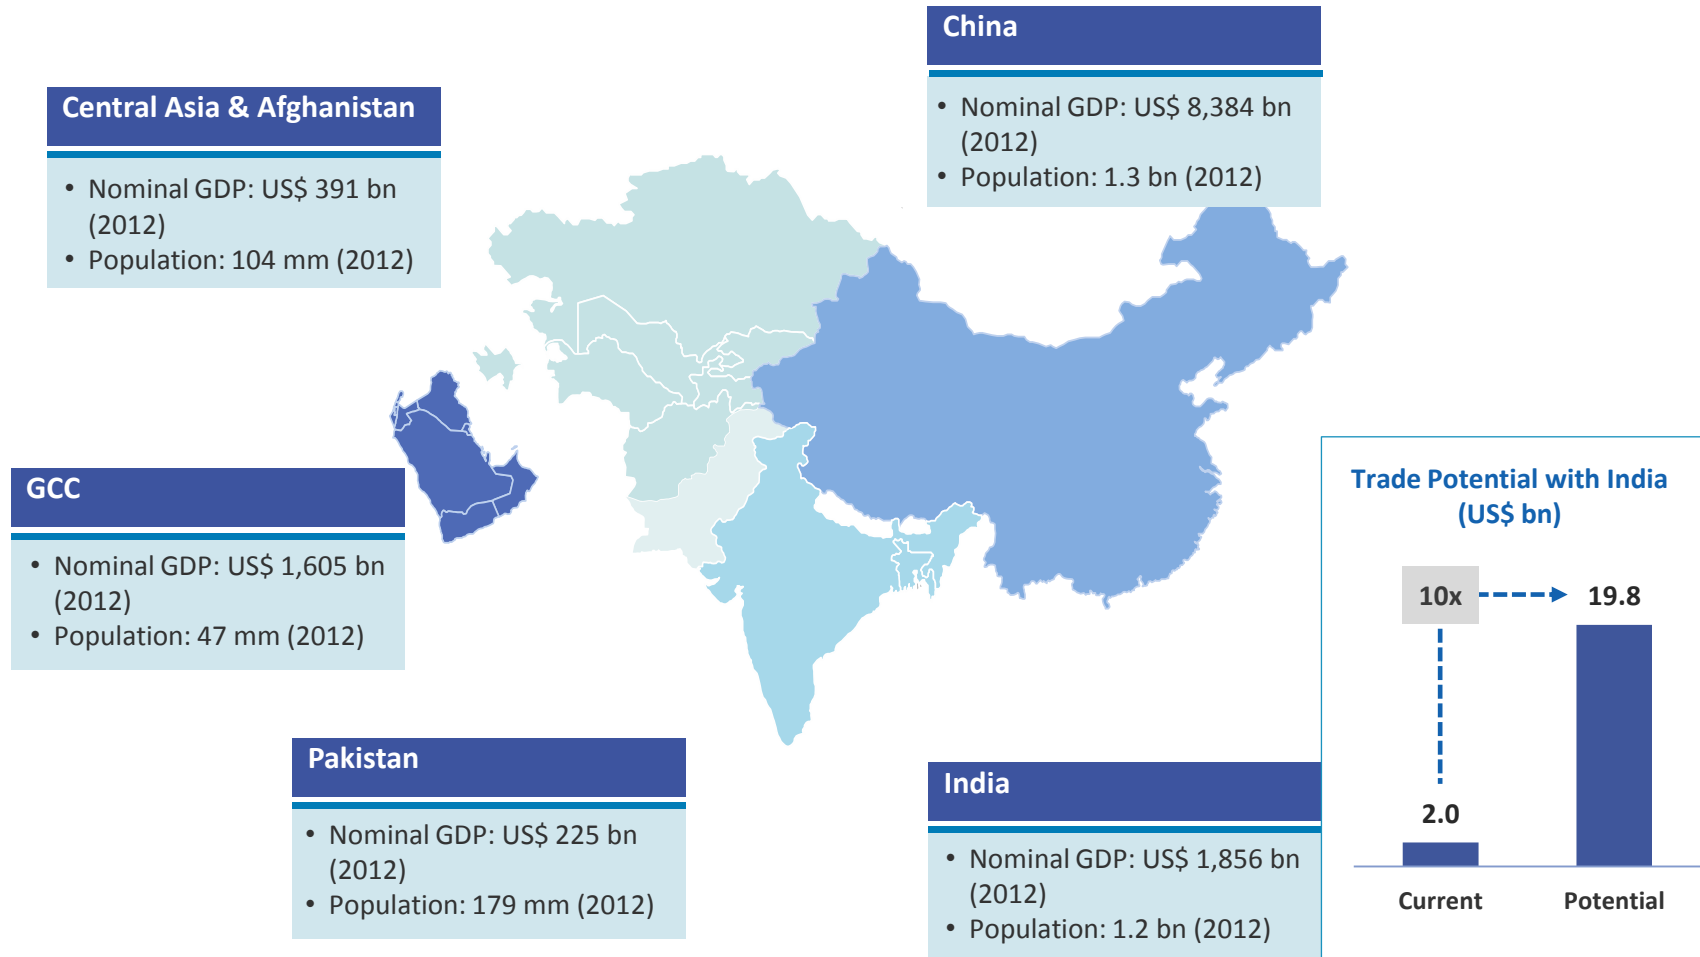 China
• Nominal GDP: US$ 8,384 bn
(2012)
• Population: 1.3 bn (2012)
Central Asia & Afghanistan
• Nominal GDP: US$ 391 bn
(2012)
• Population: 104 mm (2012)
GCC
• Nominal GDP: US$ 1,605 bn
(2012)
• Population: 47 mm (2012)
Pakistan
• Nominal GDP: US$ 225 bn
(2012)
• Population: 179 mm (2012)
India
• Nominal GDP: US$ 1,856 bn
(2012)
• Population: 1.2 bn (2012)
Trade Potential with India
(US$ bn)
10x
19.8
2.0
Current
Potential